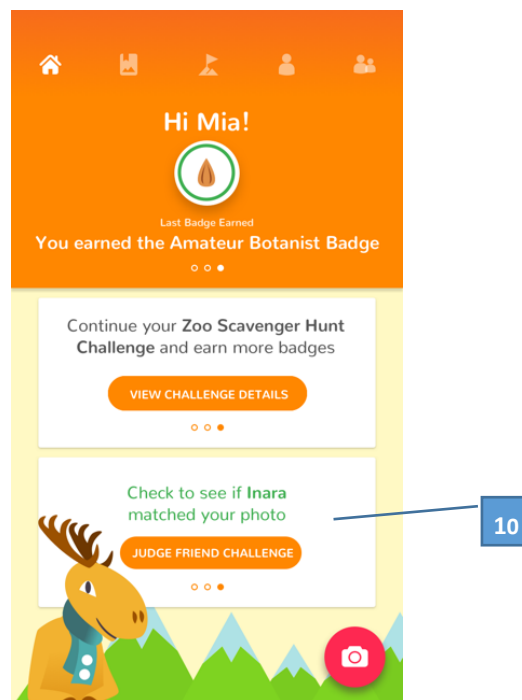 Hi Mia!
Last Badge Earned
You earned the Amateur Botanist Badge
Continue your Zoo Scavenger Hunt
Challenge and earn more badges
VIEW CHALLENGE DETAILS
Check to see if Inara
matched your photo
10
JUDGE FRIEND CHALLENGE